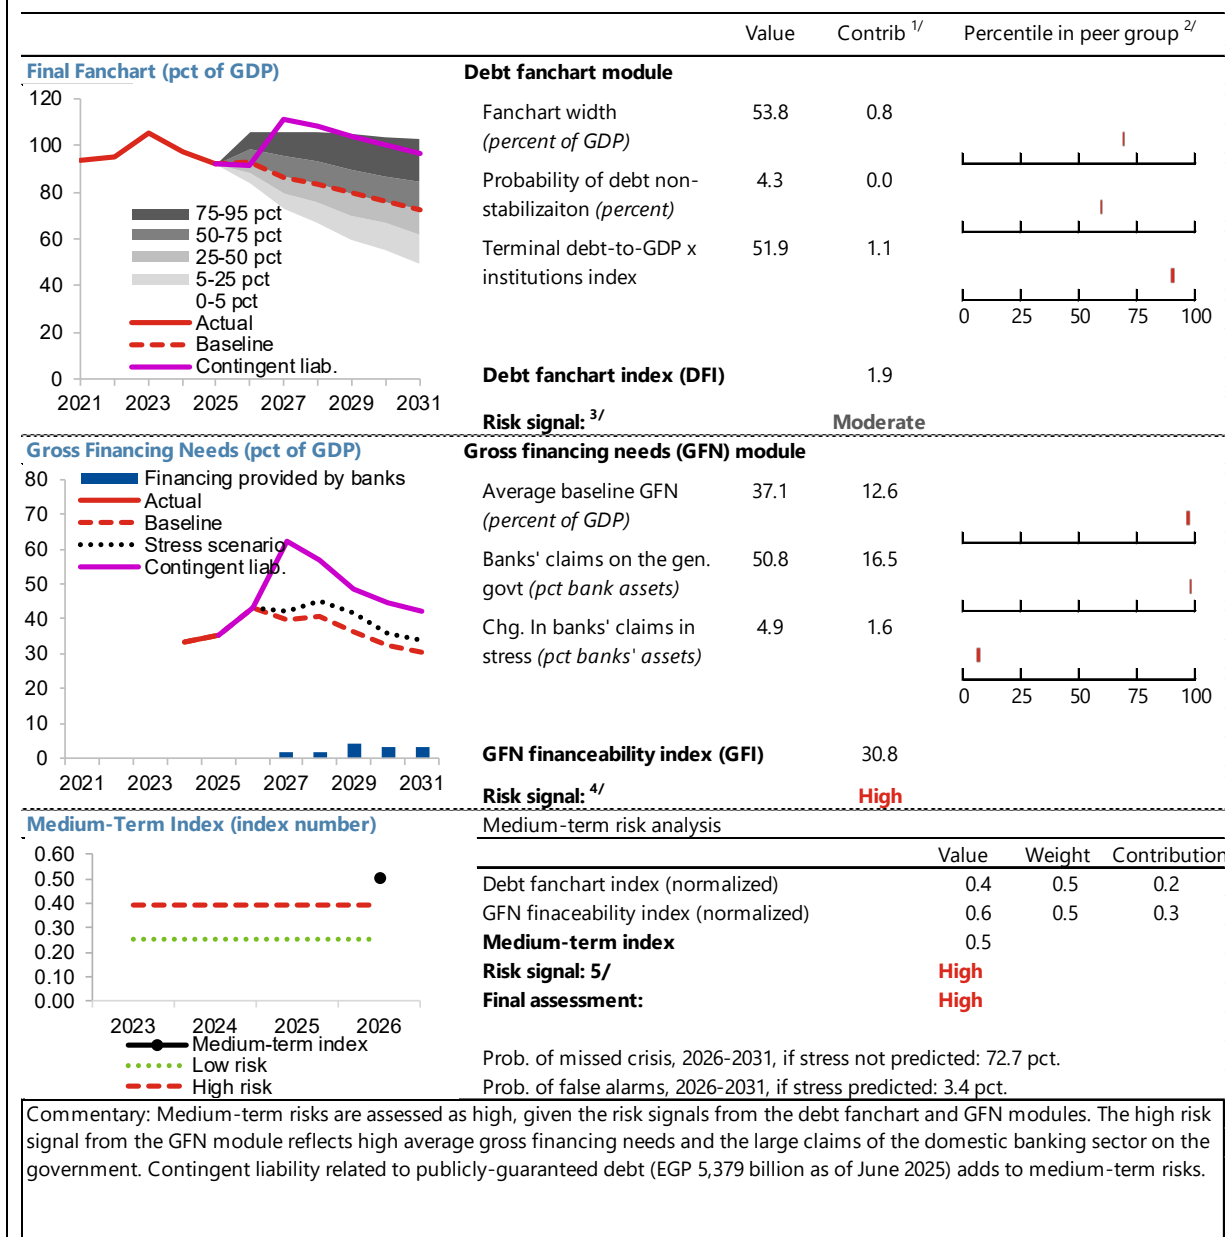 Value Contrib 1/ Percentile in peer group 2/
Final Fanchart (pct of GDP)
120
100
80
60
40
20
0
75-95 pct
50-75 pct
25-50 pct
5-25 pct
0-5 pct
Actual
Baseline
Contingent liab.
2021 2023 2025 2027 2029 2031
Debt fanchart module
Fanchart width 53.8 0.8
(percent of GDP)
Probability of debt non- 4.3 0.0
stabilizaiton (percent)
Terminal debt-to-GDP x 51.9 1.1
institutions index
0 25 50 75 100
Debt fanchart index (DFI) 1.9
Risk signal: 3/ Moderate
Gross Financing Needs (pct of GDP)
80
70
60
50
40
30
20
10
0
Financing provided by banks
Actual
Baseline
Stress scenario
Contingent liab.
2021 2023 2025 2027 2029 2031
Gross financing needs (GFN) module
Average baseline GFN 37.1 12.6
(percent of GDP)
Banks' claims on the gen. 50.8 16.5
govt (pct bank assets)
Chg. In banks' claims in 4.9 1.6
stress (pct banks' assets)
0 25 50 75 100
GFN financeability index (GFI) 30.8
Risk signal: 4/ High
Medium-Term Index (index number)
0.60
0.50
0.40
0.30
0.20
0.10
0.00
2023 2024 2025 2026
Medium-term index
Low risk
High risk
Medium-term risk analysis
Value Weight Contribution
Debt fanchart index (normalized) 0.4 0.5 0.2
GFN finaceability index (normalized) 0.6 0.5 0.3
Medium-term index 0.5
Risk signal: 5/ High
Final assessment: High
Prob. of missed crisis, 2026-2031, if stress not predicted: 72.7 pct.
Prob. of false alarms, 2026-2031, if stress predicted: 3.4 pct.
Commentary: Medium-term risks are assessed as high, given the risk signals from the debt fanchart and GFN modules. The high risk
signal from the GFN module reflects high average gross financing needs and the large claims of the domestic banking sector on the
government. Contingent liability related to publicly-guaranteed debt (EGP 5,379 billion as of June 2025) adds to medium-term risks.